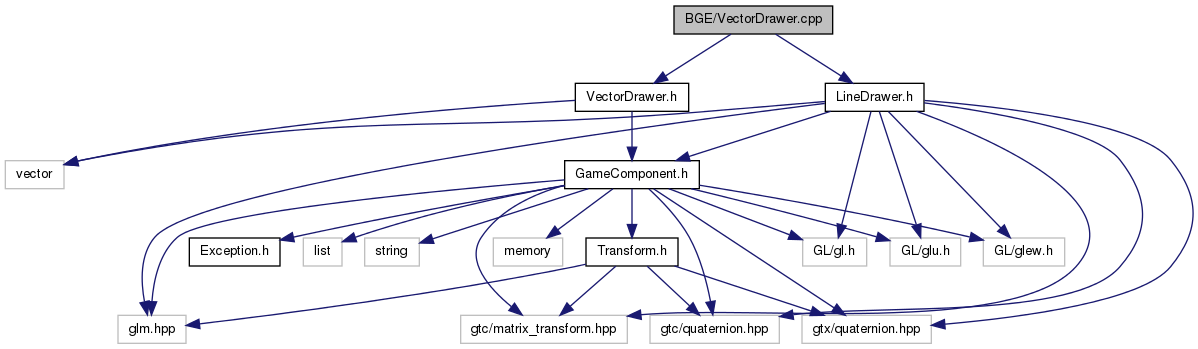 BGE/VectorDrawer.cpp
VectorDrawer.h
LineDrawer.h
vector
GameComponent.h
Exception.h
list
string
memory
Transform.h
GL/gl.h
GL/glu.h
GL/glew.h
glm.hpp
gtc/matrix_transform.hpp
gtc/quaternion.hpp
gtx/quaternion.hpp